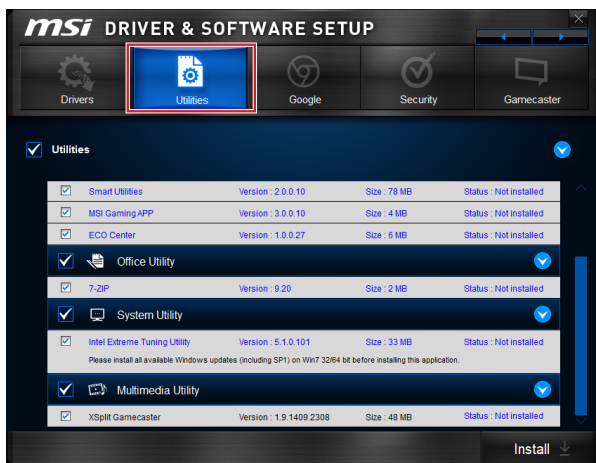 msi DRIVER & SOFTWARE SETUP
Drivers Utilities Google Security Gamecaster
Utilities
Smart Utilities Version : 2.0.0.10 Size : 78 MB Status : Not installed
MSI Gaming APP Version : 3.0.0.10 Size : 4 MB Status : Not installed
ECO Center Version : 1.0.0.27 Size : 6 MB Status : Not installed
Office Utility
7-ZIP Version : 9.20 Size : 2 MB Status : Not installed
System Utility
Intel Extreme Tuning Utility Version : 5.1.0.101 Size : 33 MB Status : Not installed
Please install all available Windows updates (including SP1) on Win7 32/64 bit before installing this application.
Multimedia Utility
XSplit Gamecaster Version : 1.9.1409.2308 Size : 48 MB Status : Not installed
Install